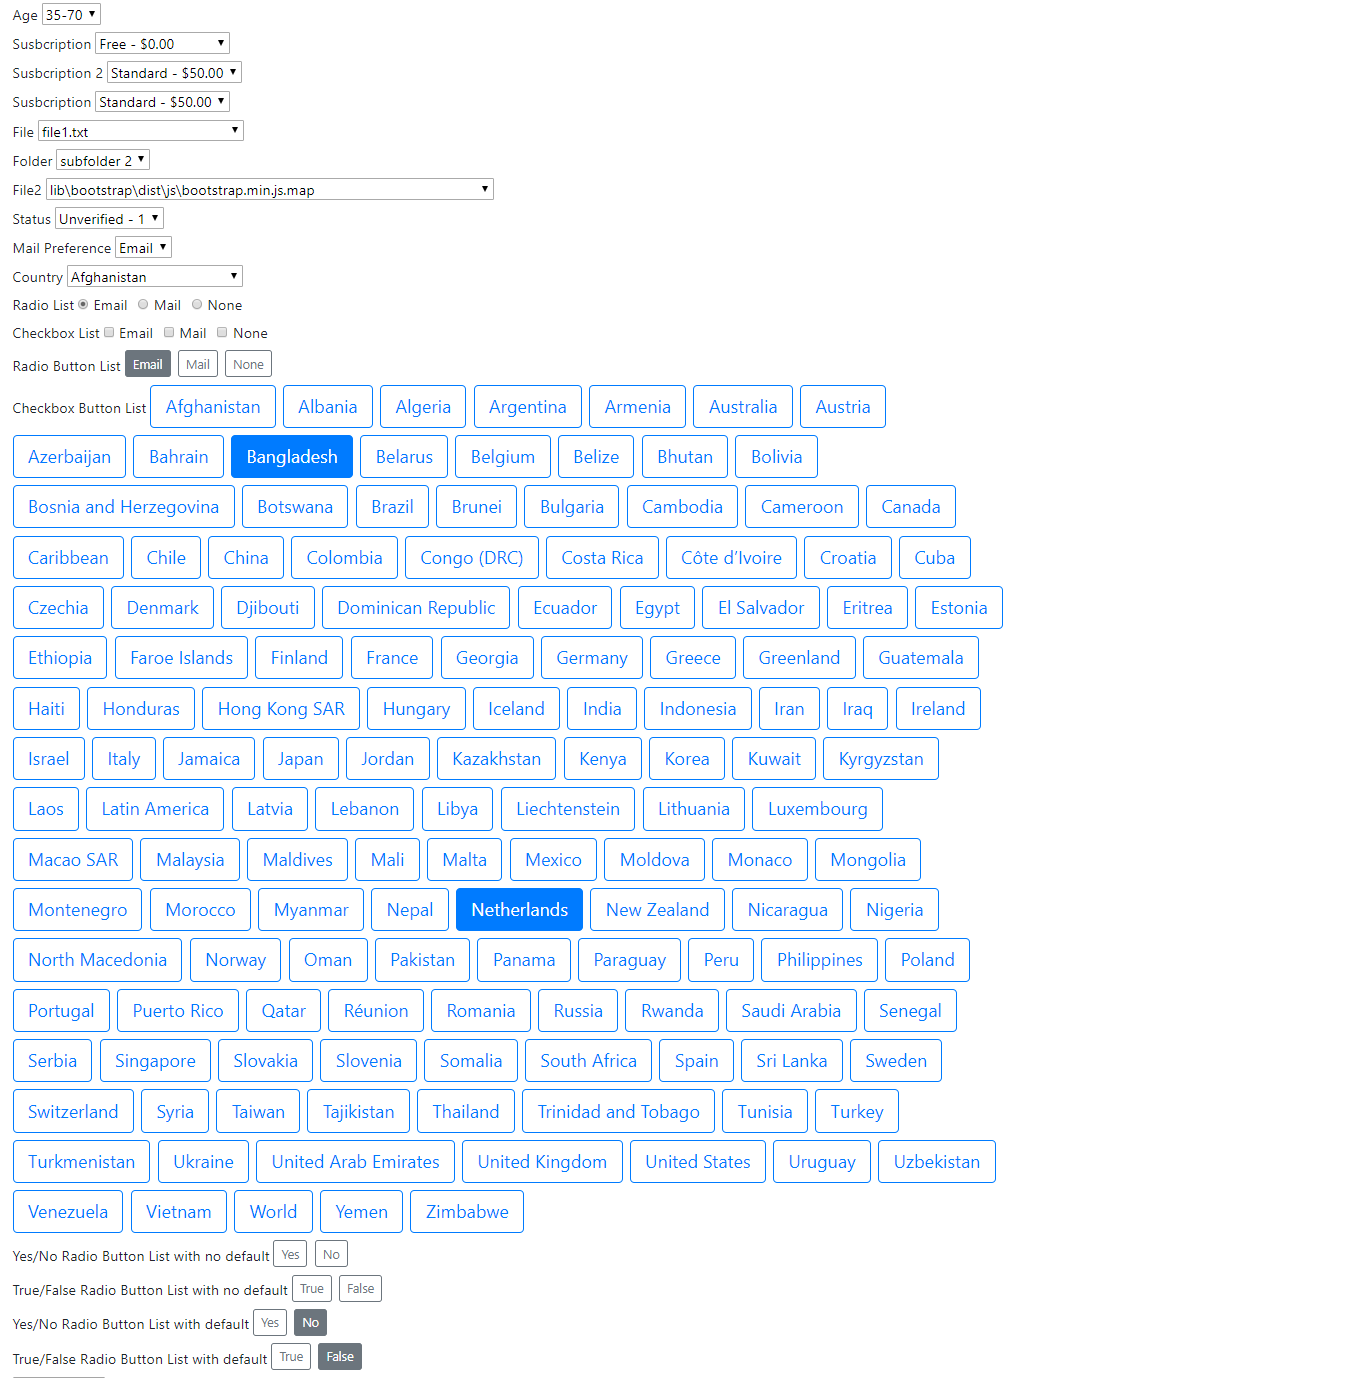 Age 35-70
Susbcription Free - $0.00
Susbcription 2 Standard - $50.00
Susbcription Standard - $50.00
File file1.txt
Folder subfolder 2
File2 lib\bootstrap\dist\js\bootstrap.min.js.map
Status Unverified - 1
Mail Preference Email
Country Afghanistan
Radio List Email Mail None
Checkbox List Email Mail None
Radio Button List Email Mail None
Checkbox Button List Afghanistan Albania Algeria Argentina Armenia Australia Austria
Azerbaijan Bahrain Bangladesh Belarus Belgium Belize Bhutan Bolivia
Bosnia and Herzegovina Botswana Brazil Brunei Bulgaria Cambodia Cameroon Canada
Caribbean Chile China Colombia Congo (DRC) Costa Rica Côte d’Ivoire Croatia Cuba
Czechia Denmark Djibouti Dominican Republic Ecuador Egypt El Salvador Eritrea Estonia
Ethiopia Faroe Islands Finland France Georgia Germany Greece Greenland Guatemala
Haiti Honduras Hong Kong SAR Hungary Iceland India Indonesia Iran Iraq Ireland
Israel Italy Jamaica Japan Jordan Kazakhstan Kenya Korea Kuwait Kyrgyzstan
Laos Latin America Latvia Lebanon Libya Liechtenstein Lithuania Luxembourg
Macao SAR Malaysia Maldives Mali Malta Mexico Moldova Monaco Mongolia
Montenegro Morocco Myanmar Nepal Netherlands New Zealand Nicaragua Nigeria
North Macedonia Norway Oman Pakistan Panama Paraguay Peru Philippines Poland
Portugal Puerto Rico Qatar Réunion Romania Russia Rwanda Saudi Arabia Senegal
Serbia Singapore Slovakia Slovenia Somalia South Africa Spain Sri Lanka Sweden
Switzerland Syria Taiwan Tajikistan Thailand Trinidad and Tobago Tunisia Turkey
Turkmenistan Ukraine United Arab Emirates United Kingdom United States Uruguay Uzbekistan
Venezuela Vietnam World Yemen Zimbabwe
Yes/No Radio Button List with no default Yes No
True/False Radio Button List with no default True False
Yes/No Radio Button List with default Yes No
True/False Radio Button List with default True False